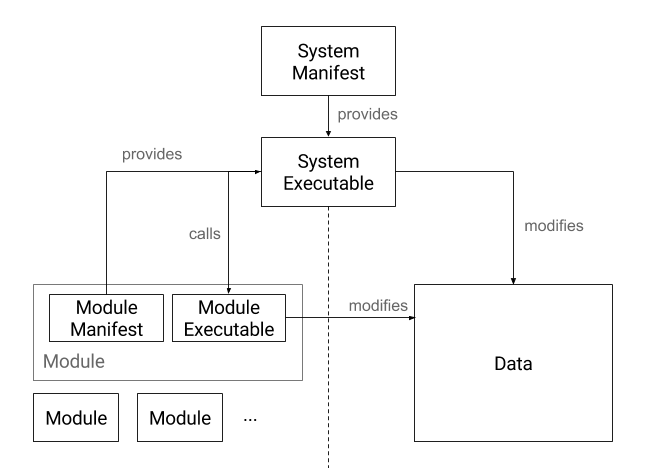 System
Manifest
provides
provides
System
Executable
calls
modifies
Module
Manifest
Module
Executable
modifies
Module
Data
Module
Module
...